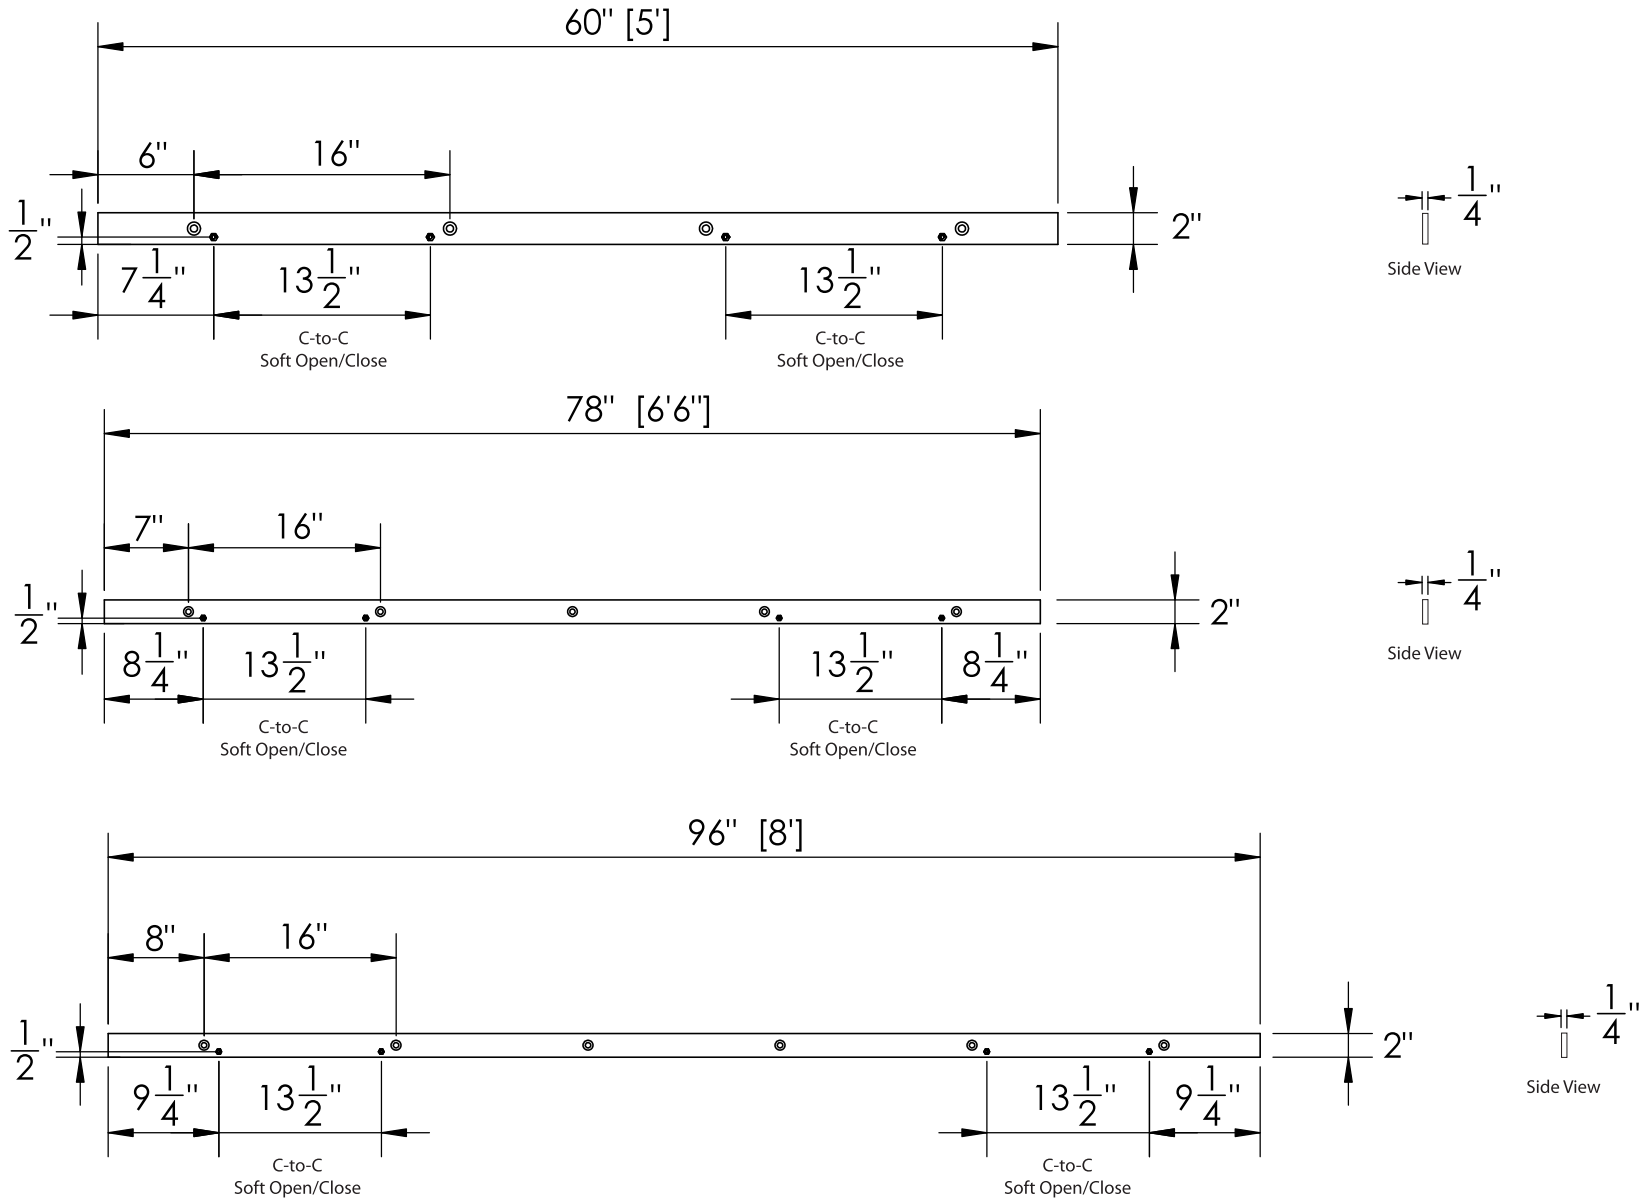 60" [5']
6" 16"
1/2" 2" 1/4"
Side View
7 1/4" 13 1/2" 13 1/2"
C-to-C C-to-C
Soft Open/Close Soft Open/Close
78" [6'6"]
7" 16"
1/2" 2" 1/4"
Side View
8 1/4" 13 1/2" 13 1/2" 8 1/4"
C-to-C C-to-C
Soft Open/Close Soft Open/Close
96" [8']
8" 16"
1/2" 2" 1/4"
Side View
9 1/4" 13 1/2" 13 1/2" 9 1/4"
C-to-C C-to-C
Soft Open/Close Soft Open/Close